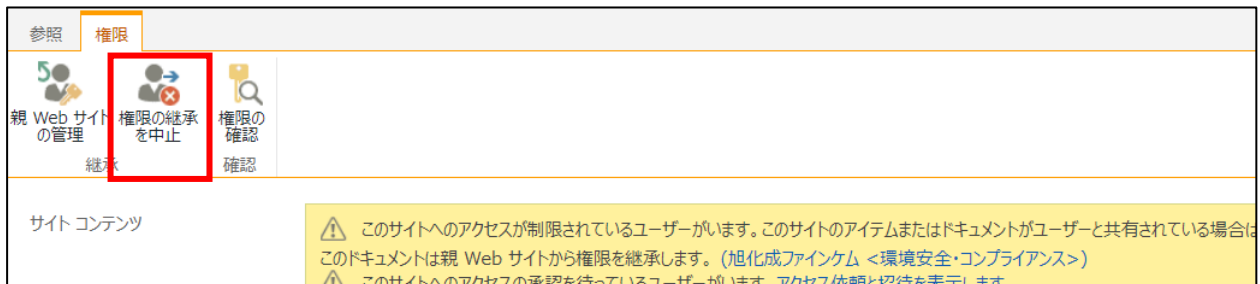 参照 権限
親 Web サイト
の管理
権限の継承
を中止
権限の
確認
継承
確認
サイト コンテンツ
このサイトへのアクセスが制限されているユーザーがいます。このサイトのアイテムまたはドキュメントがユーザーと共有されている場合は
このドキュメントは親 Web サイトから権限を継承します。(旭化成ファインケム <環境安全・コンプライアンス>)
このサイトへのアクセスの承認を待っているユーザーがいます。アクセス依頼と招待を表示します。